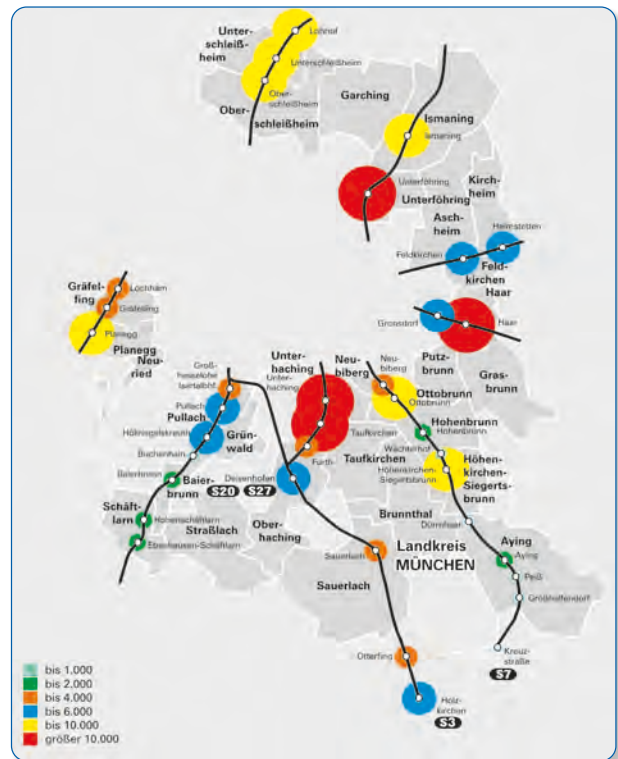 Unter-
schleiß-
heim
Lohhof
Unterschleißheim
Ober-
schleißheim
Ober-
schleißheim
Garching
Ismaning
Ismaning
Unterföhring
Unterföhring
Kirch-
heim
Asch-
heim
Heimstetten
Feldkirchen
Feld-
kirchen
Haar
Gronsdorf
Haar
Gräfel-
fing
Lochham
Gräfelfing
Planegg
Planegg
Neu-
ried
Putz-
brunn
Gras-
brunn
Groß-
hesselohe
Isartalbhf.
Unter-
haching
Unter-
haching
Neu-
biberg
Neu-
biberg
Ottobrunn
Ottobrunn
Pullach
Pullach
Höllriegelskreuth
Grün-
wald
Taufkirchen
Hohenbrunn
Hohenbrunn
Buchenhain
Furth
Taufkirchen
Wächterhof
Höhenkirchen-
Siegertsbrunn
Höhen-
kirchen-
Siegerts-
brunn
Baierbrunn
Baier-
brunn
S20
S27
Deisenhofen
Schäft-
larn
Hohenschäftlarn
Straßlach
Ebenhausen-Schäftlarn
Ober-
haching
Brunnthal
Dürrnhaar
Landkreis
MÜNCHEN
Aying
Aying
Peiß
Großhelfendorf
Sauerlach
Sauerlach
Kreuz-
straße
S7
Otterfing
Holz-
kirchen
S3
bis 1.000
bis 2.000
bis 4.000
bis 6.000
bis 10.000
größer 10.000